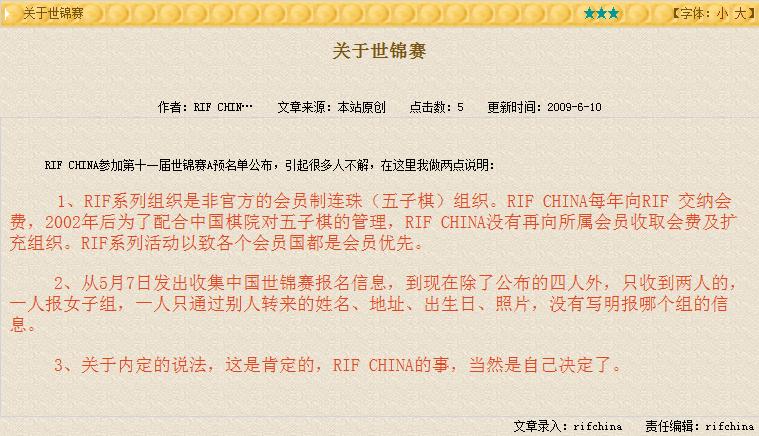 关于世锦赛 ★★★ 【字体：小 大】
关于世锦赛
作者：RIF CHIN… 文章来源：本站原创 点击数：5 更新时间：2009-6-10
RIF CHINA参加第十一届世锦赛A预名单公布，引起很多人不解，在这里我做两点说明：
1、RIF系列组织是非官方的会员制连珠（五子棋）组织。RIF CHINA每年向RIF 交纳会
费，2002年后为了配合中国棋院对五子棋的管理，RIF CHINA没有再向所属会员收取会费及扩
充组织。RIF系列活动以致各个会员国都是会员优先。
2、从5月7日发出收集中国世锦赛报名信息，到现在除了公布的四人外，只收到两人的，
一人报女子组，一人只通过别人转来的姓名、地址、出生日、照片，没有写明报哪个组的信
息。
3、关于内定的说法，这是肯定的，RIF CHINA的事，当然是自己决定了。
文章录入：rifchina 责任编辑：rifchina